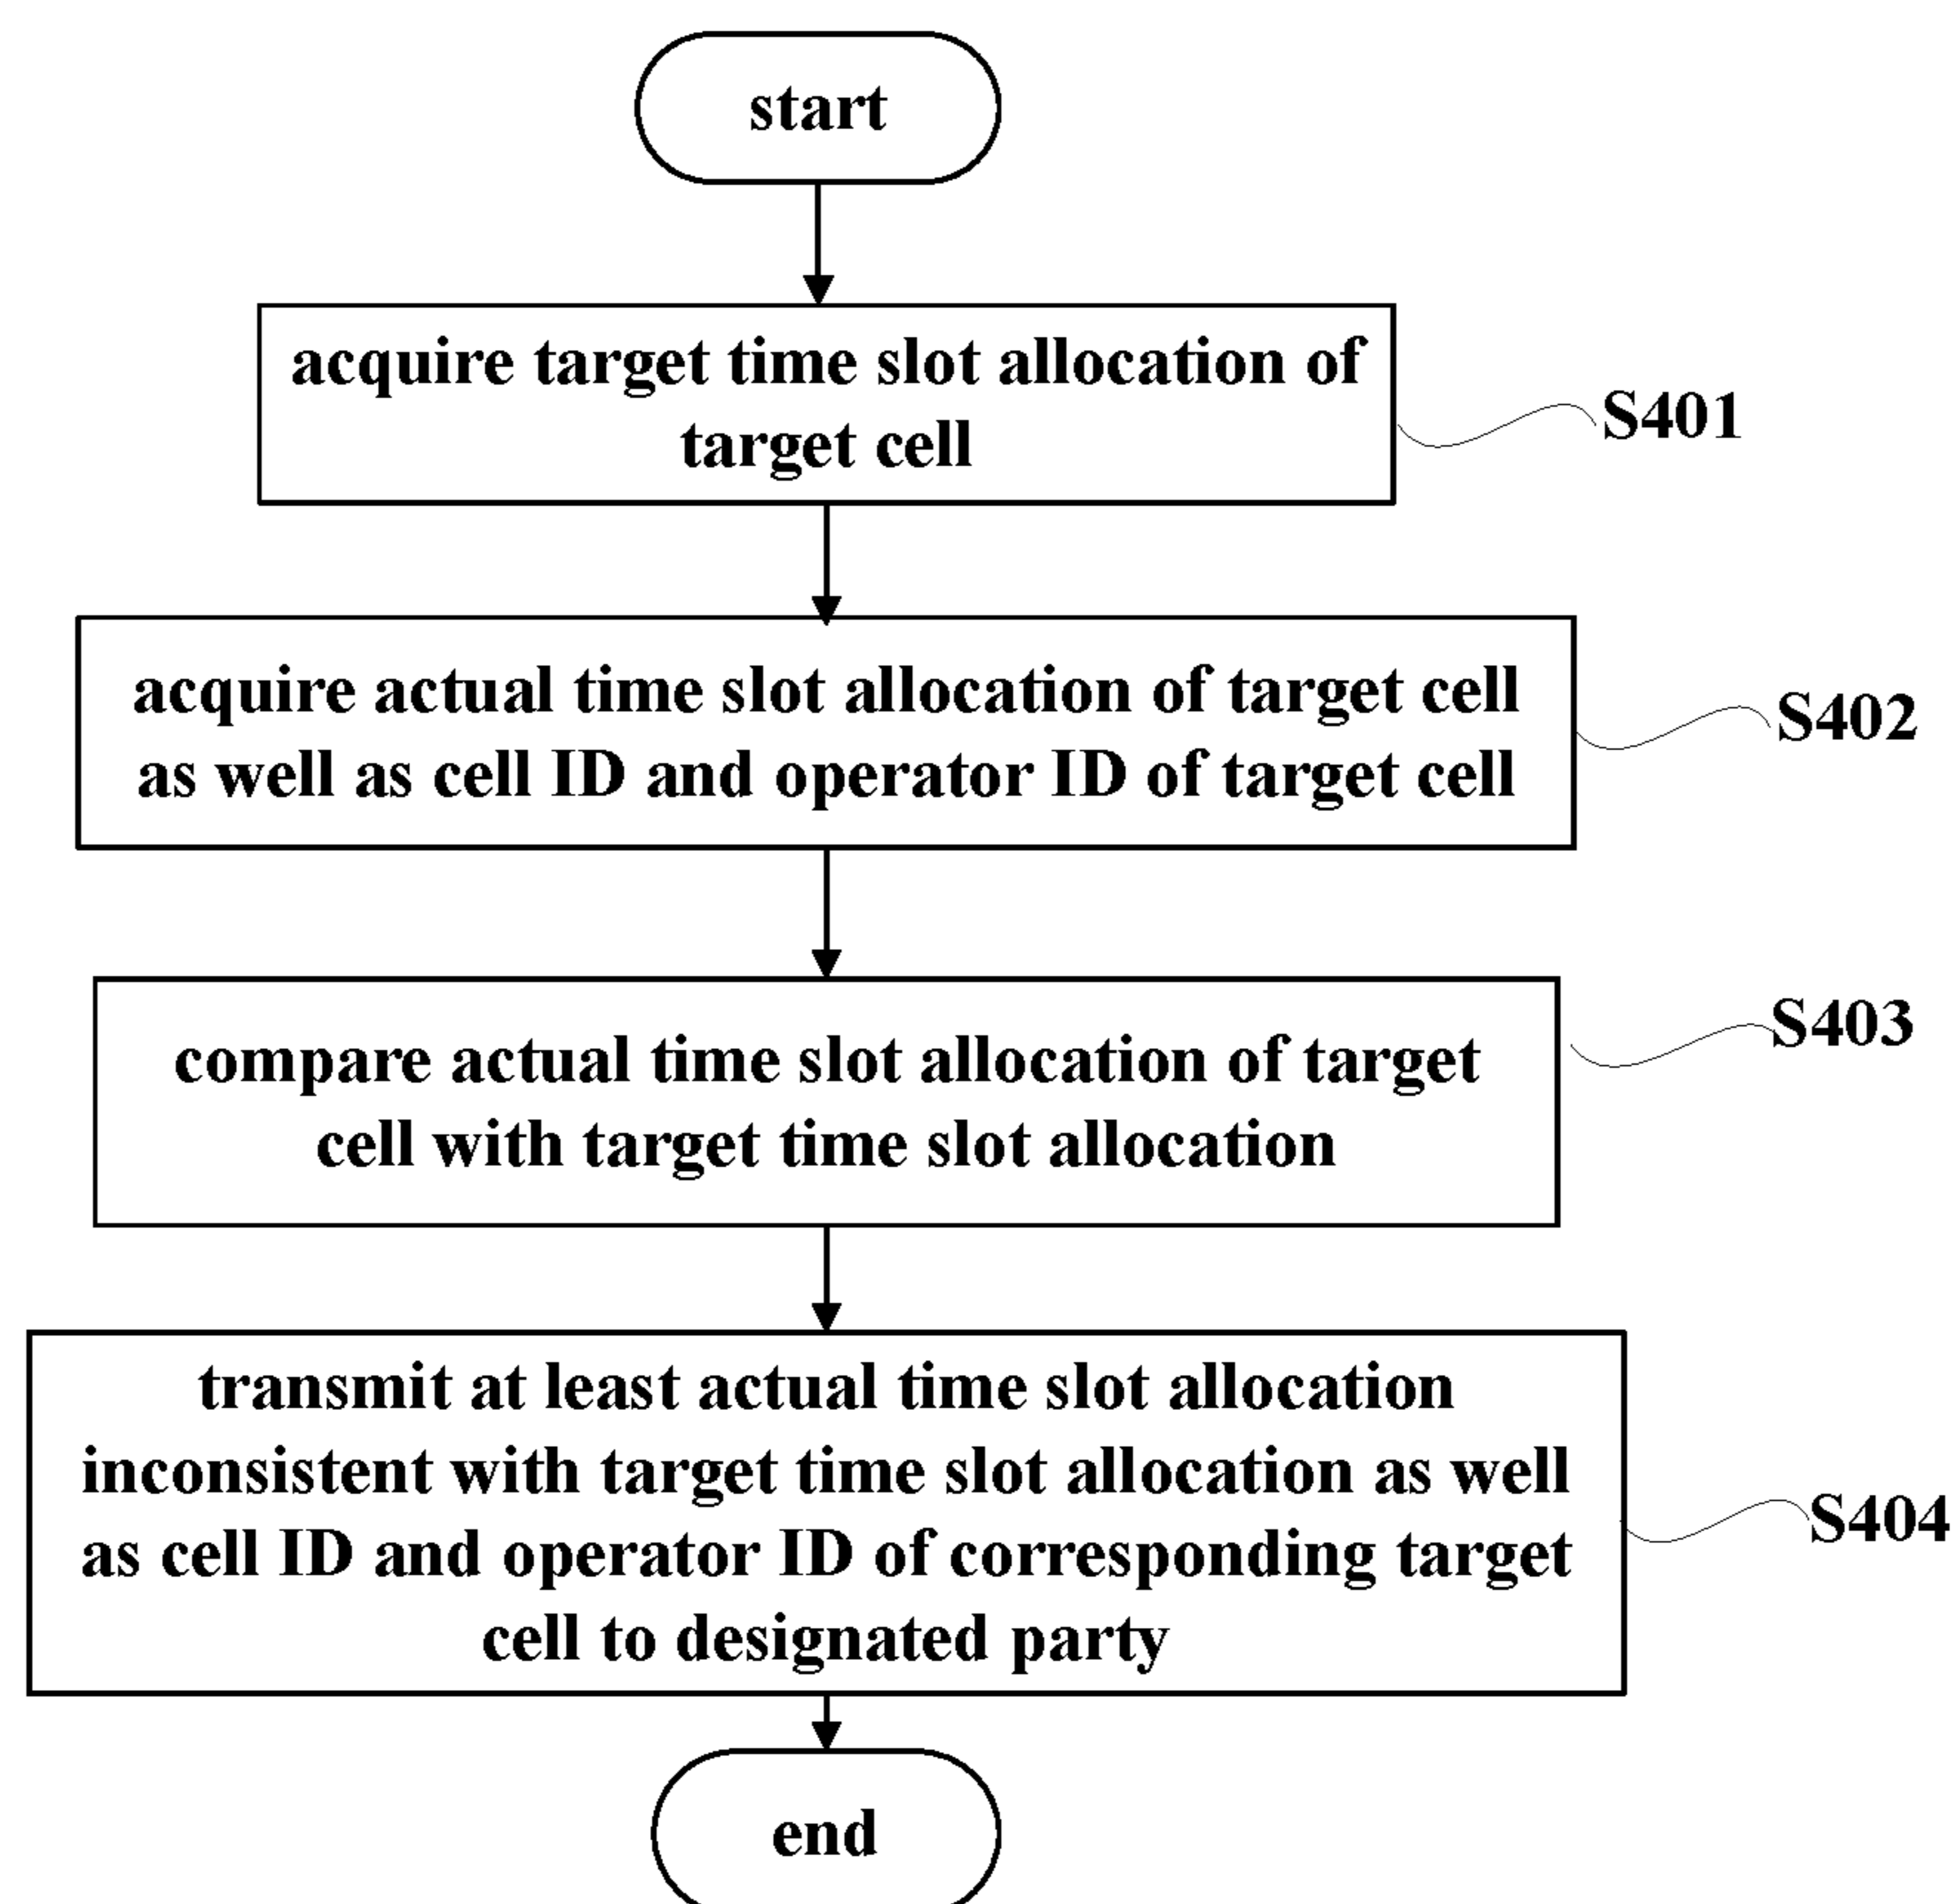 start
acquire target time slot allocation of
target cell
S401
acquire actual time slot allocation of target cell
as well as cell ID and operator ID of target cell
S402
compare actual time slot allocation of target
cell with target time slot allocation
S403
transmit at least actual time slot allocation
inconsistent with target time slot allocation as well
as cell ID and operator ID of corresponding target
cell to designated party
S404
end